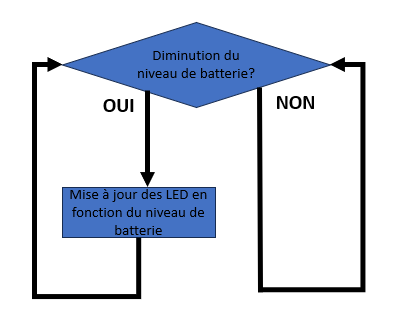 Diminution du
niveau de batterie?
OUI
NON
Mise à jour des LED en
fonction du niveau de
batterie